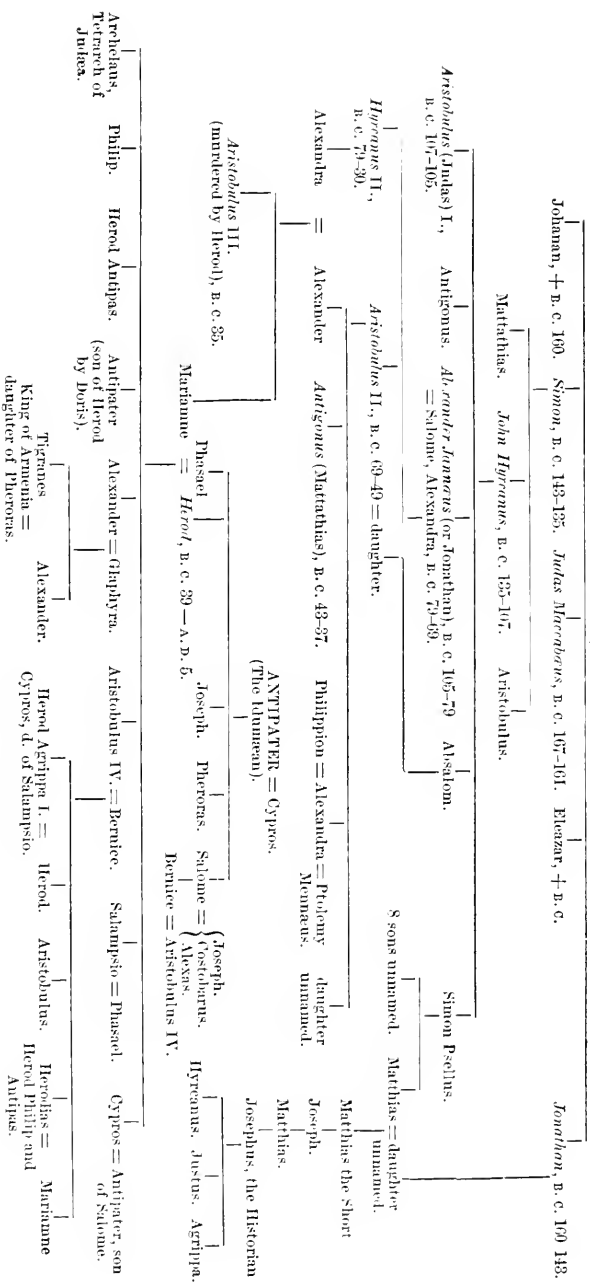 Johanan, + B. C. 160. Simon, B. C. 143-135. Judas Maccabæus, B. C. 167-161. Eleazar, + B. C. Jonathan, B. C. 160-143.
Mattathias. John Hyrcanus, B. C. 135-107. Aristobulus.
Simon Psellus.
Matthias = daughter
unnamed.
8 sons unnamed.
Aristobulus (Judas) I.,
B. C. 107-105.
Antigonus.
Alexander Jannæus (or Jonathan), B. C. 105-79
= Salome, Alexandra, B. C. 79-69.
Absalom.
Matthias the Short
Joseph.
Matthias.
Josephus, the Historian
Hyrcanus. Justus. Agrippa.
Hyrcanus II.,
B. C. 79-30.
Aristobulus II., B. C. 69-49 = daughter.
Alexandra = Alexander
Antigonus (Mattathias), B. C. 43-37.
Philippion = Alexandra = Ptolemy
Mennæus.
daughter
unnamed.
Aristobulus III.
(murdered by Herod), B. C. 35.
ANTIPATER = Cypros.
(The Idumæan).
Mariamne = Herod, B. C. 39 — A. D. 5.
Phasael
Joseph. Pheroras. Salome =
Joseph.
Costobarus.
Alexas.
Bernice = Aristobulus IV.
Archelaus,
Tetrarch of
Judæa.
Philip. Herod Antipas.
Antipater
(son of Herod
by Doris).
Alexander = Glaphyra. Aristobulus IV. = Bernice. Salampsio = Phasael.
Cypros = Antipater, son
of Salome.
Tigranes
King of Armenia =
daughter of Pheroras.
Alexander.
Herod Agrippa I. =
Cypros, d. of Salampsio.
Herod. Aristobulus.
Herodias =
Herod Philip and
Antipas.
Mariamne